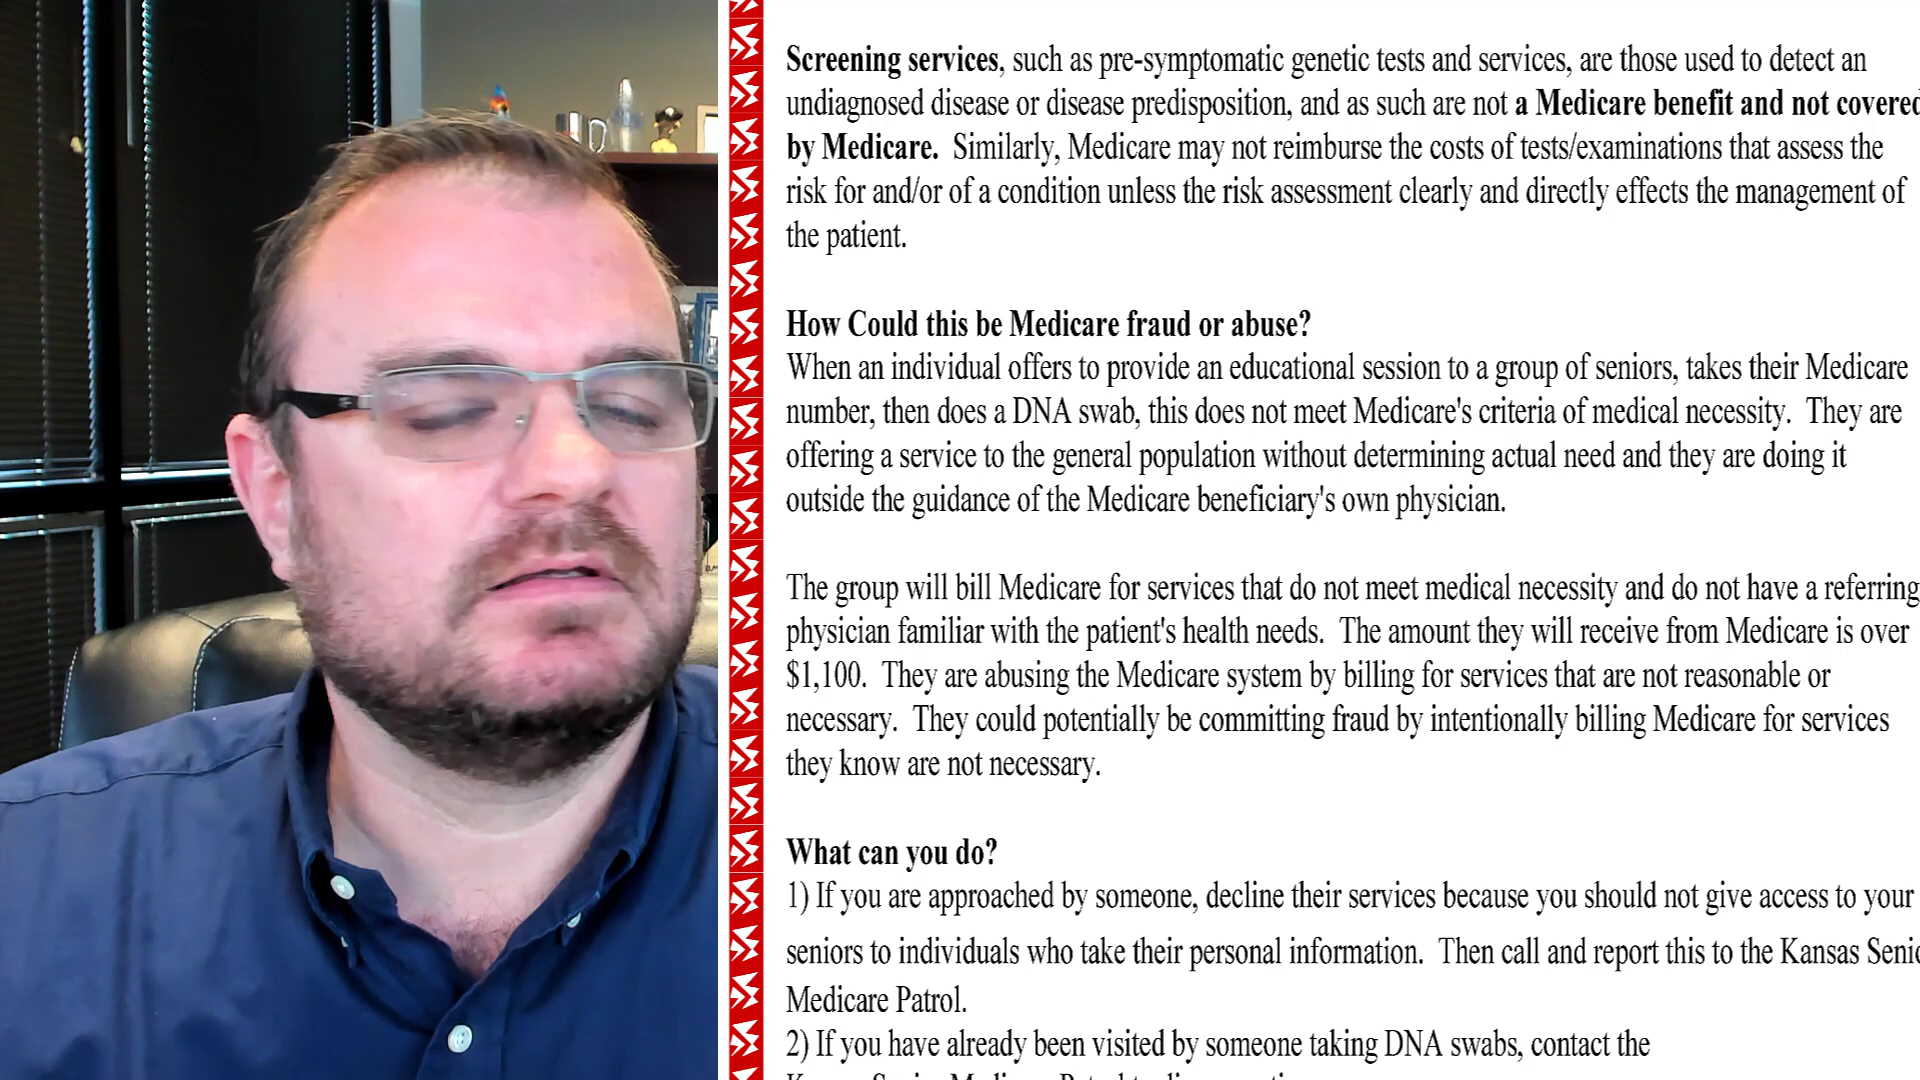 Screening services, such as pre-symptomatic genetic tests and services, are those used to detect an
undiagnosed disease or disease predisposition, and as such are not a Medicare benefit and not covered
by Medicare. Similarly, Medicare may not reimburse the costs of tests/examinations that assess the
risk for and/or of a condition unless the risk assessment clearly and directly effects the management of
the patient.
How Could this be Medicare fraud or abuse?
When an individual offers to provide an educational session to a group of seniors, takes their Medicare
number, then does a DNA swab, this does not meet Medicare's criteria of medical necessity. They are
offering a service to the general population without determining actual need and they are doing it
outside the guidance of the Medicare beneficiary's own physician.
The group will bill Medicare for services that do not meet medical necessity and do not have a referring
physician familiar with the patient's health needs. The amount they will receive from Medicare is over
$1,100. They are abusing the Medicare system by billing for services that are not reasonable or
necessary. They could potentially be committing fraud by intentionally billing Medicare for services
they know are not necessary.
What can you do?
1) If you are approached by someone, decline their services because you should not give access to your
seniors to individuals who take their personal information. Then call and report this to the Kansas Senio
Medicare Patrol.
2) If you have already been visited by someone taking DNA swabs, contact the